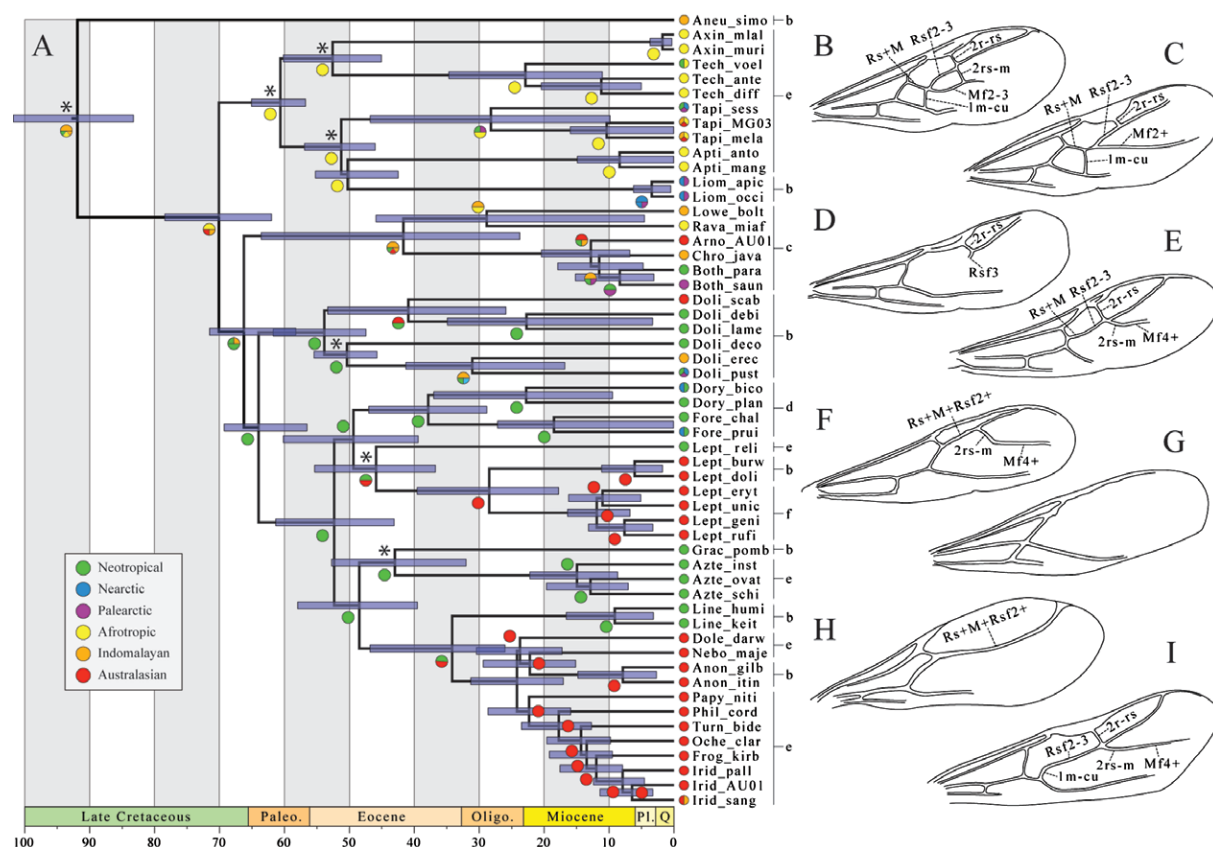 A
Aneu_simo
b
Axin_mlal
Axin_muri
Tech_voel
Tech_ante
Tech_diff
e
Tapi_sess
Tapi_MG03
Tapi_mela
Apti_anto
Apti_mang
Liom_apic
b
Liom_occi
Lowe_bolt
Rava_miaf
Arno_AU01
c
Chro_java
Both_para
Both_saun
Doli_scab
Doli_debi
Doli_lame
b
Doli_deco
Doli_erec
Doli_pust
Dory_bico
Dory_plan
d
Fore_chal
Fore_prui
Lept_reli
e
Lept_burw
b
Lept_doli
Lept_eryt
Lept_unic
f
Lept_geni
Lept_rufi
Grac_pomb
b
Azte_inst
Azte_ovat
e
Azte_schi
Line_humi
b
Line_keit
Dole_darw
e
Nebo_maje
Anon_gilb
b
Anon_itin
Papy_niti
Phil_cord
Turn_bide
e
Oche_clar
Frog_kirb
Irid_pall
Irid_AU01
Irid_sang
*
*
*
*
*
*
*
Neotropical
Nearctic
Palearctic
Afrotropic
Indomalayan
Australasian
Late Cretaceous
Paleo.
Eocene
Oligo.
Miocene
Pl.
Q
100 90 80 70 60 50 40 30 20 10 0
B
Rs+M
Rsf2-3
2r-rs
2rs-m
Mf2-3
1m-cu
C
Rs+M
Rsf2-3
2r-rs
Mf2+
1m-cu
D
2r-rs
Rsf3
E
Rs+M
Rsf2-3
2r-rs
2rs-m
Mf4+
F
Rs+M+Rsf2+
2rs-m
Mf4+
G
H
Rs+M+Rsf2+
I
Rsf2-3
2r-rs
2rs-m
Mf4+
1m-cu